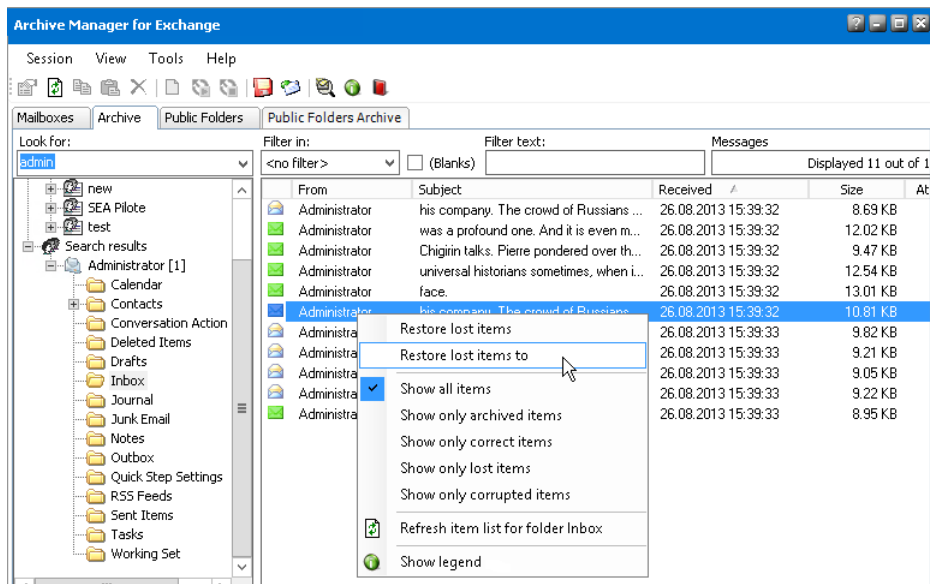 Archive Manager for Exchange
Session View Tools Help
Mailboxes Archive Public Folders Public Folders Archive
Look for: Filter in: Filter text: Messages
admin <no filter> (Blanks) Displayed 11 out of 1
From Subject Received Size At
new
SEA Pilote
test
Search results
Administrator [1]
Calendar
Contacts
Conversation Action
Deleted Items
Drafts
Inbox
Journal
Junk Email
Notes
Outbox
Quick Step Settings
RSS Feeds
Sent Items
Tasks
Working Set
Administrator his company. The crowd of Russians ... 26.08.2013 15:39:32 8.69 KB
Administrator was a profound one. And it is even m... 26.08.2013 15:39:32 12.02 KB
Administrator Chigirin talks. Pierre pondered over th... 26.08.2013 15:39:32 9.47 KB
Administrator universal historians sometimes, when i... 26.08.2013 15:39:32 12.54 KB
Administrator face. 26.08.2013 15:39:32 13.01 KB
Administrator his company. The crowd of Russians 26.08.2013 15:39:32 10.81 KB
Administra 26.08.2013 15:39:33 9.82 KB
Administra 26.08.2013 15:39:33 9.21 KB
Administra 26.08.2013 15:39:33 9.05 KB
Administra 26.08.2013 15:39:33 9.22 KB
Administra 26.08.2013 15:39:33 8.95 KB
Restore lost items
Restore lost items to
Show all items
Show only archived items
Show only correct items
Show only lost items
Show only corrupted items
Refresh item list for folder Inbox
Show legend